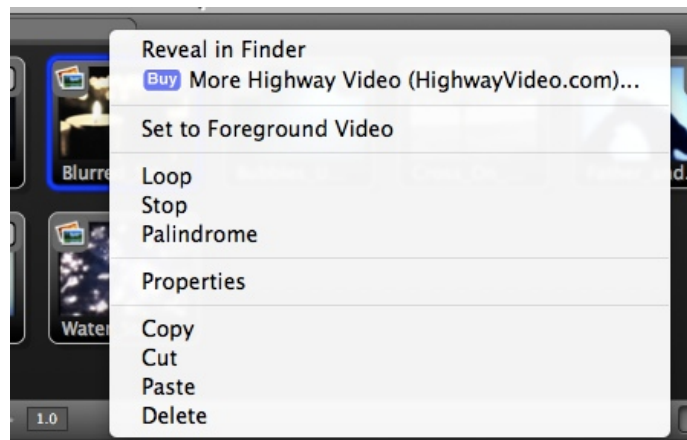 Reveal in Finder
Buy More Highway Video (HighwayVideo.com)...
Set to Foreground Video
Blurre
Loop
Stop
Palindrome
Properties
Water
Copy
Cut
Paste
Delete
1.0